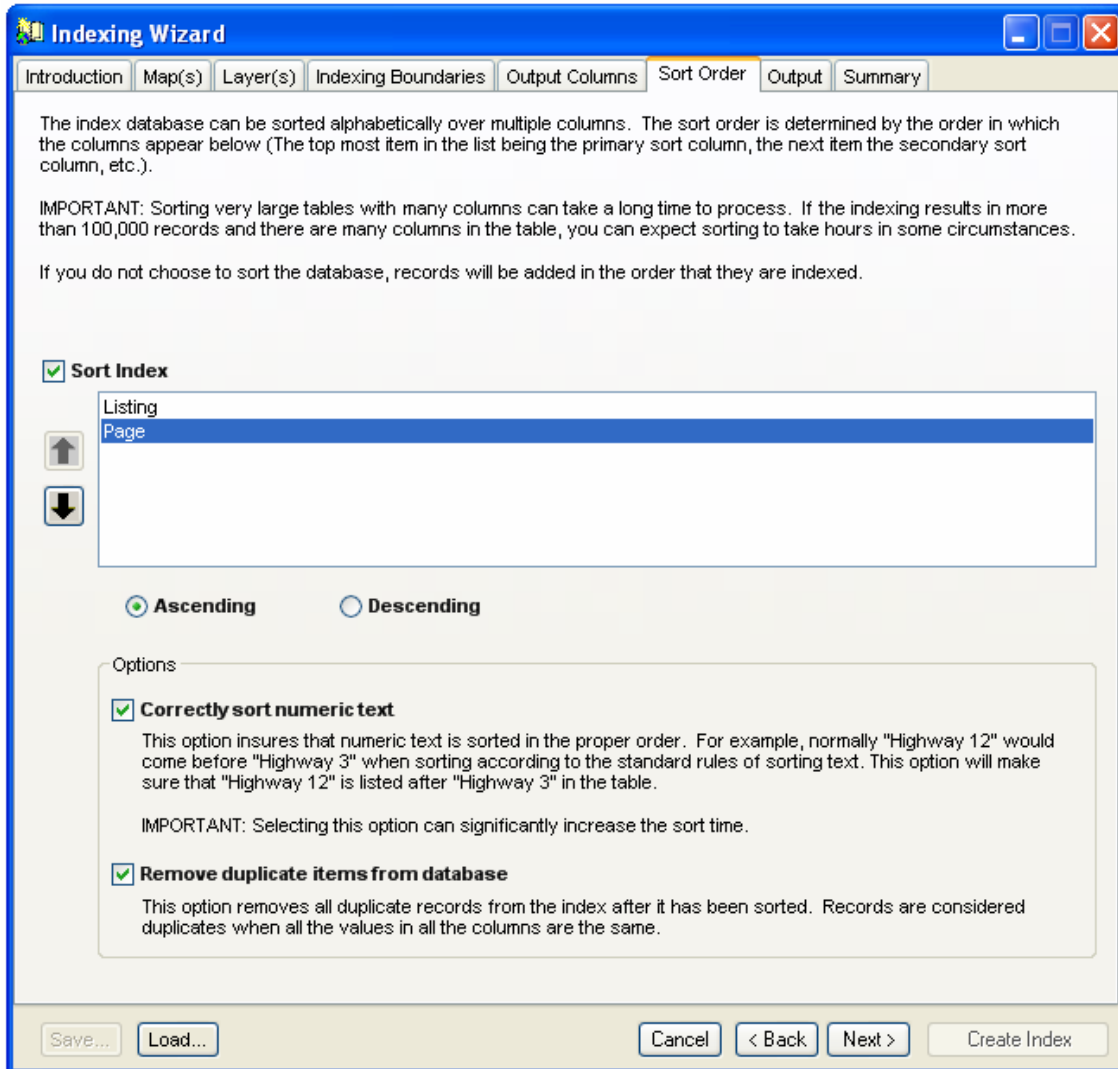 Indexing Wizard
Introduction Map(s) Layer(s) Indexing Boundaries Output Columns Sort Order Output Summary
The index database can be sorted alphabetically over multiple columns. The sort order is determined by the order in which
the columns appear below (The top most item in the list being the primary sort column, the next item the secondary sort
column, etc.).
IMPORTANT: Sorting very large tables with many columns can take a long time to process. If the indexing results in more
than 100,000 records and there are many columns in the table, you can expect sorting to take hours in some circumstances.
If you do not choose to sort the database, records will be added in the order that they are indexed.
Sort Index
Listing
Page
Ascending Descending
Options
Correctly sort numeric text
This option insures that numeric text is sorted in the proper order. For example, normally "Highway 12" would
come before "Highway 3" when sorting according to the standard rules of sorting text. This option will make
sure that "Highway 12" is listed after "Highway 3" in the table.
IMPORTANT: Selecting this option can significantly increase the sort time.
Remove duplicate items from database
This option removes all duplicate records from the index after it has been sorted. Records are considered
duplicates when all the values in all the columns are the same.
Save... Load... Cancel < Back Next > Create Index